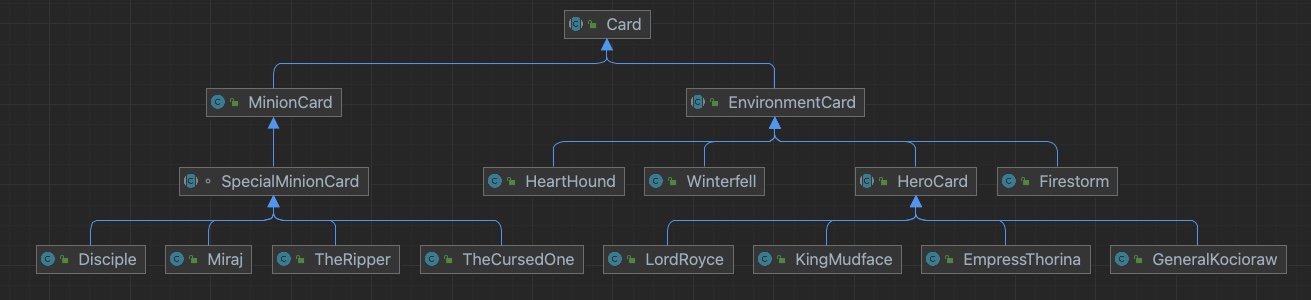 Card
MinionCard EnvironmentCard
SpecialMinionCard HeartHound Winterfell HeroCard Firestorm
Disciple Miraj TheRipper TheCursedOne LordRoyce KingMudface EmpressThorina GeneralKocioraw